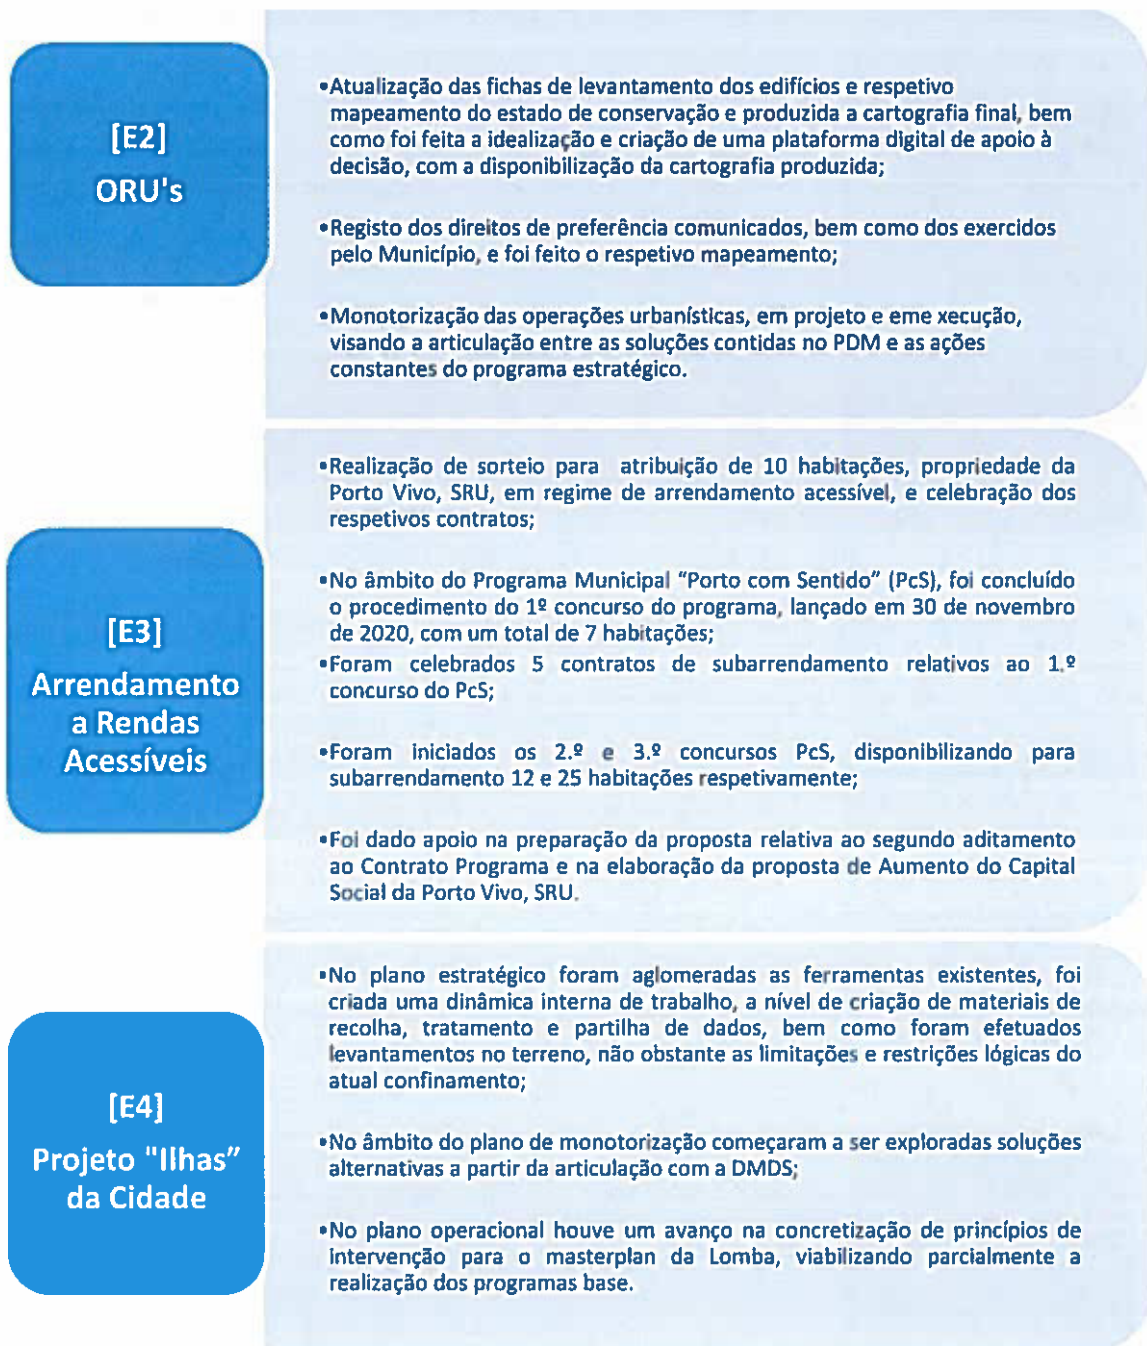 [E2]
ORU's
•Atualização das fichas de levantamento dos edifícios e respetivo
mapeamento do estado de conservação e produzida a cartografia final, bem
como foi feita a idealização e criação de uma plataforma digital de apoio à
decisão, com a disponibilização da cartografia produzida;
•Registo dos direitos de preferência comunicados, bem como dos exercidos
pelo Município, e foi feito o respetivo mapeamento;
•Monotorização das operações urbanísticas, em projeto e eme xecução,
visando a articulação entre as soluções contidas no PDM e as ações
constantes do programa estratégico.
[E3]
Arrendamento
a Rendas
Acessíveis
•Realização de sorteio para atribuição de 10 habitações, propriedade da
Porto Vivo, SRU, em regime de arrendamento acessível, e celebração dos
respetivos contratos;
•No âmbito do Programa Municipal “Porto com Sentido” (PcS), foi concluído
o procedimento do 1º concurso do programa, lançado em 30 de novembro
de 2020, com um total de 7 habitações;
•Foram celebrados 5 contratos de subarrendamento relativos ao 1.º
concurso do PcS;
•Foram iniciados os 2.º e 3.º concursos PcS, disponibilizando para
subarrendamento 12 e 25 habitações respetivamente;
•Foi dado apoio na preparação da proposta relativa ao segundo aditamento
ao Contrato Programa e na elaboração da proposta de Aumento do Capital
Social da Porto Vivo, SRU.
[E4]
Projeto "Ilhas”
da Cidade
•No plano estratégico foram aglomeradas as ferramentas existentes, foi
criada uma dinâmica interna de trabalho, a nível de criação de materiais de
recolha, tratamento e partilha de dados, bem como foram efetuados
levantamentos no terreno, não obstante as limitações e restrições lógicas do
atual confinamento;
•No âmbito do plano de monotorização começaram a ser exploradas soluções
alternativas a partir da articulação com a DMDS;
•No plano operacional houve um avanço na concretização de princípios de
intervenção para o masterplan da Lomba, viabilizando parcialmente a
realização dos programas base.